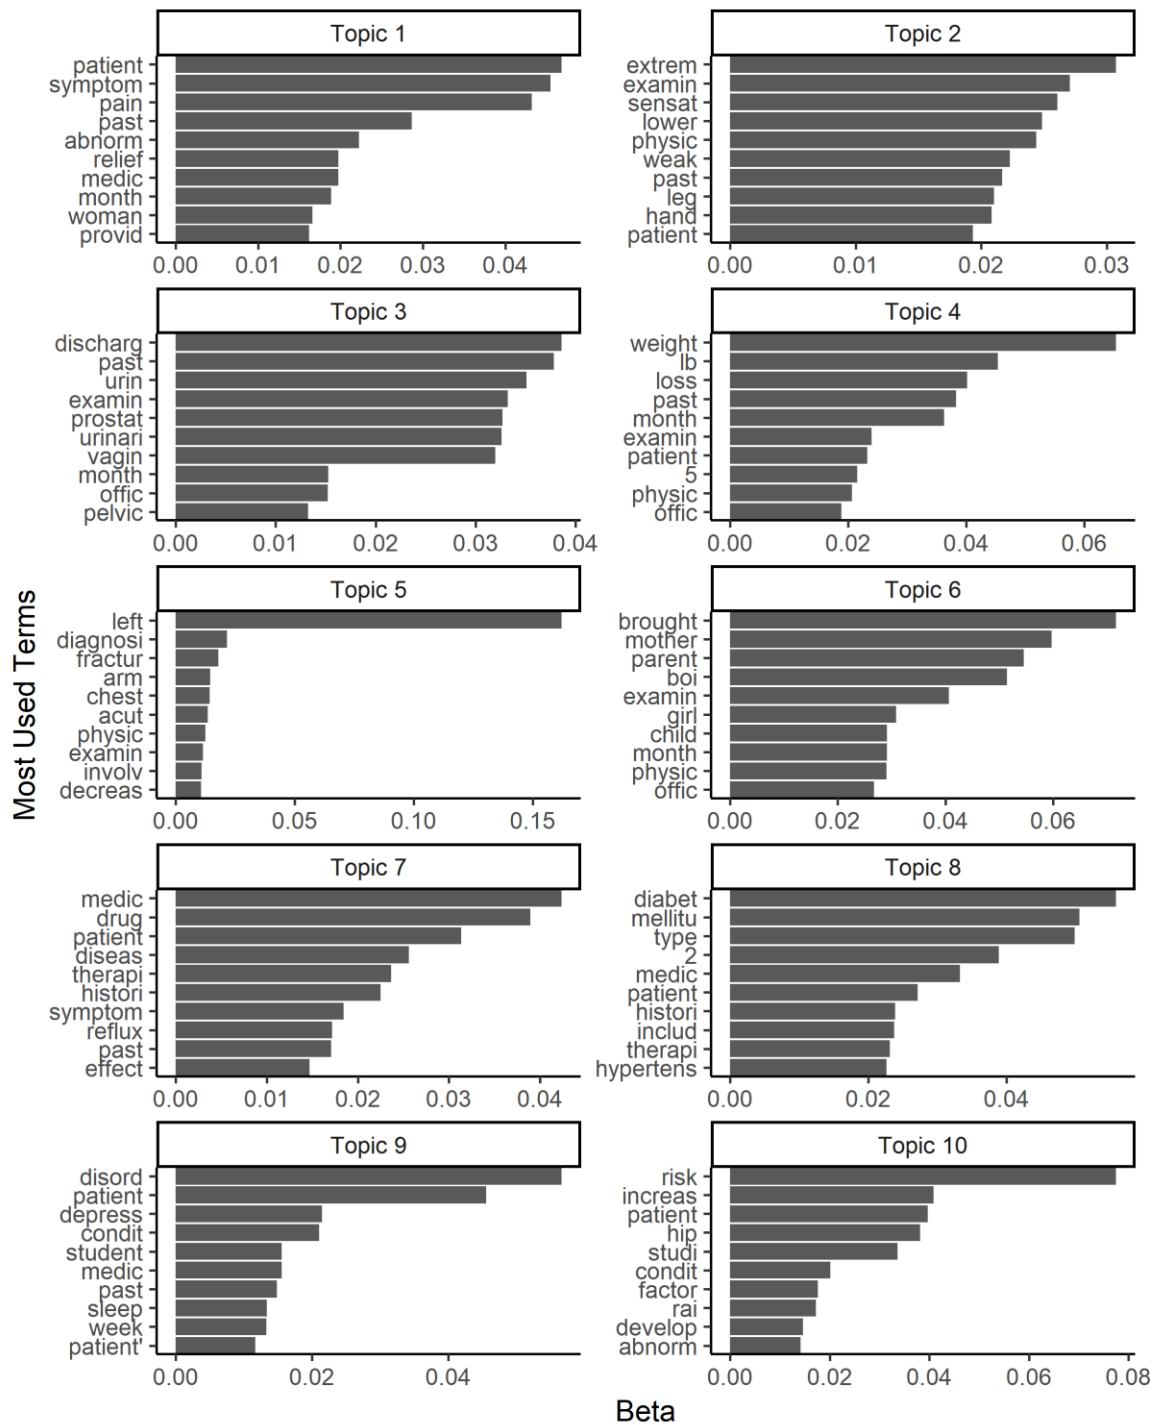 Most Used Terms
Topic 1
patient
symptom
pain
past
abnorm
relief
medic
month
woman
provid
0.00 0.01 0.02 0.03 0.04
Topic 2
extrem
examin
sensat
lower
physic
weak
past
leg
hand
patient
0.00 0.01 0.02 0.03
Topic 3
discharg
past
urin
examin
prostat
urinari
vagin
month
offic
pelvic
0.00 0.01 0.02 0.03 0.04
Topic 4
weight
lb
loss
past
month
examin
patient
5
physic
offic
0.00 0.02 0.04 0.06
Topic 5
left
diagnosi
fractur
arm
chest
acut
physic
examin
involv
decreas
0.00 0.05 0.10 0.15
Topic 6
brought
mother
parent
boi
examin
girl
child
month
physic
offic
0.00 0.02 0.04 0.06
Topic 7
medic
drug
patient
diseas
therapi
histori
symptom
reflux
past
effect
0.00 0.01 0.02 0.03 0.04
Topic 8
diabet
mellitu
type
2
medic
patient
histori
includ
therapi
hypertens
0.00 0.02 0.04
Topic 9
disord
patient
depress
condit
student
medic
past
sleep
week
patient'
0.00 0.02 0.04
Topic 10
risk
increas
patient
hip
studi
condit
factor
rai
develop
abnorm
0.00 0.02 0.04 0.06 0.08
Beta